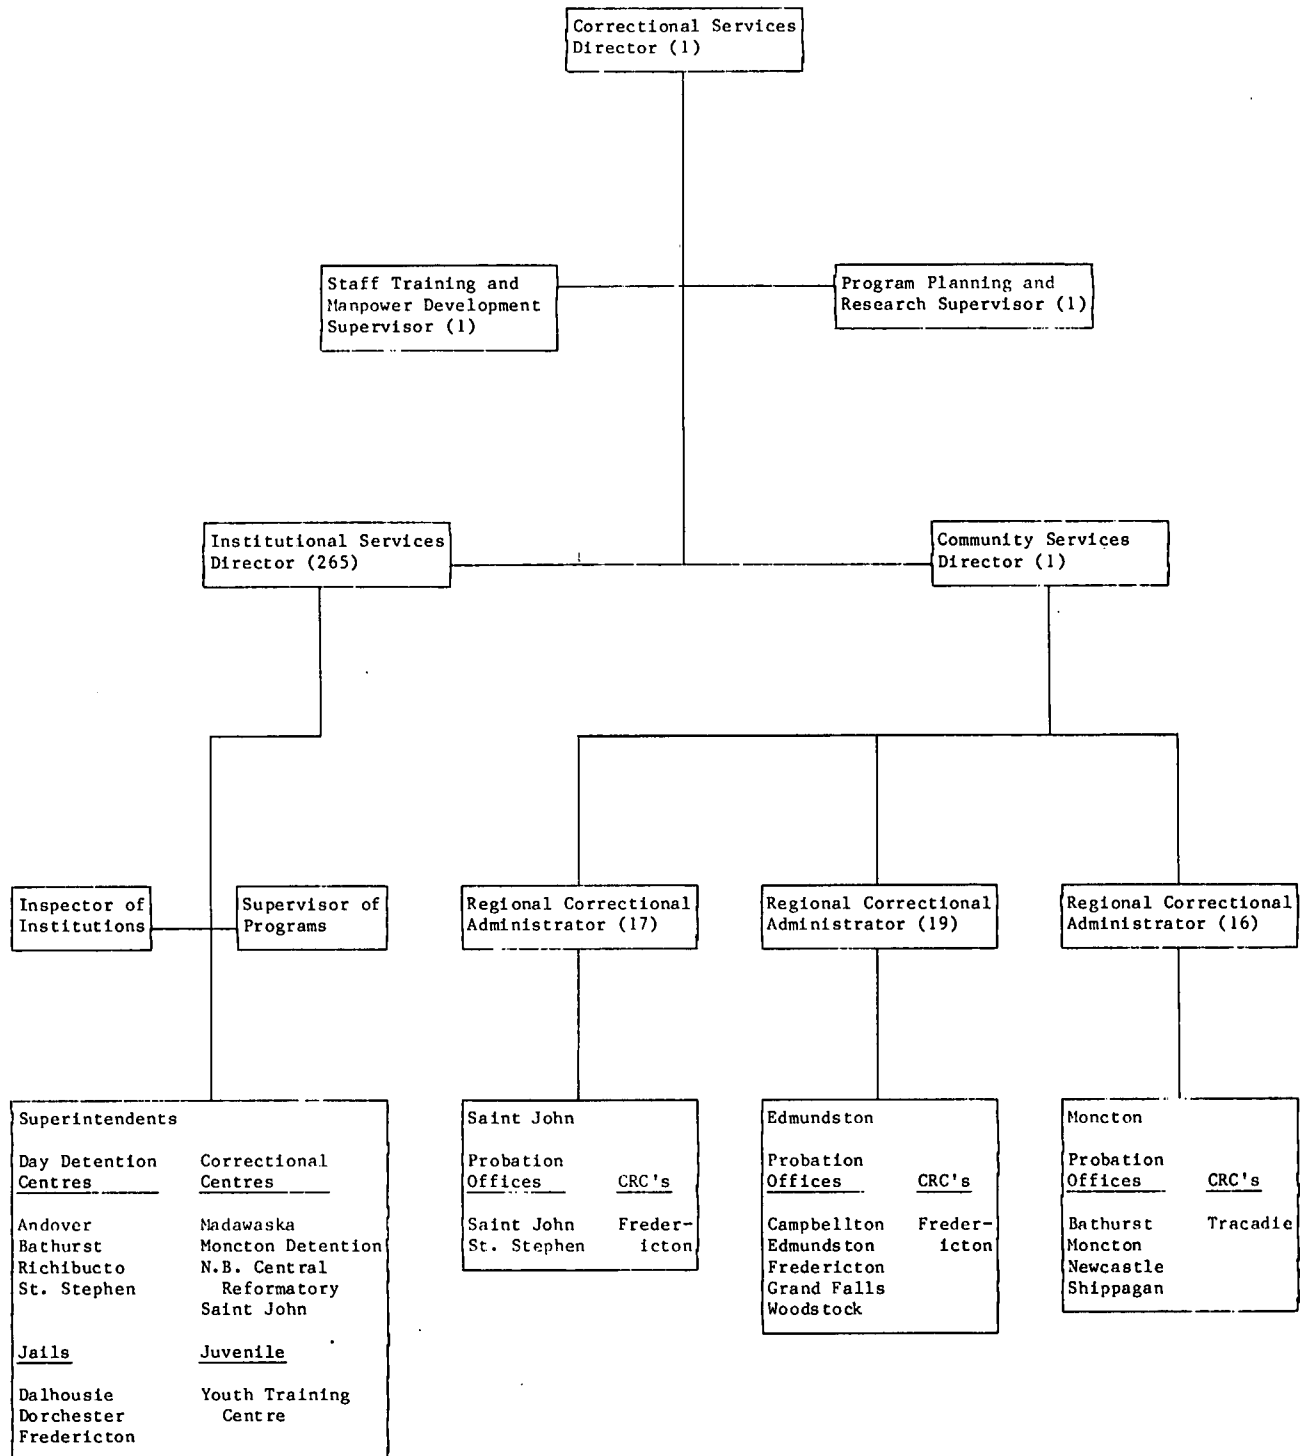 Correctional Services
Director (1)
Staff Training and
Manpower Development
Supervisor (1)
Program Planning and
Research Supervisor (1)
Institutional Services
Director (265)
Community Services
Director (1)
Inspector of
Institutions
Supervisor of
Programs
Regional Correctional
Administrator (17)
Regional Correctional
Administrator (19)
Regional Correctional
Administrator (16)
Superintendents
Day Detention
Centres
Correctional
Centres
Andover
Bathurst
Richibucto
St. Stephen
Madawaska
Moncton Detention
N.B. Central
Reformatory
Saint John
Jails
Dalhousie
Dorchester
Fredericton
Juvenile
Youth Training
Centre
Saint John
Probation
Offices
CRC's
Saint John
St. Stephen
Freder-
icton
Edmundston
Probation
Offices
CRC's
Campbellton
Edmundston
Fredericton
Grand Falls
Woodstock
Freder-
icton
Moncton
Probation
Offices
CRC's
Bathurst
Moncton
Newcastle
Shippagan
Tracadie